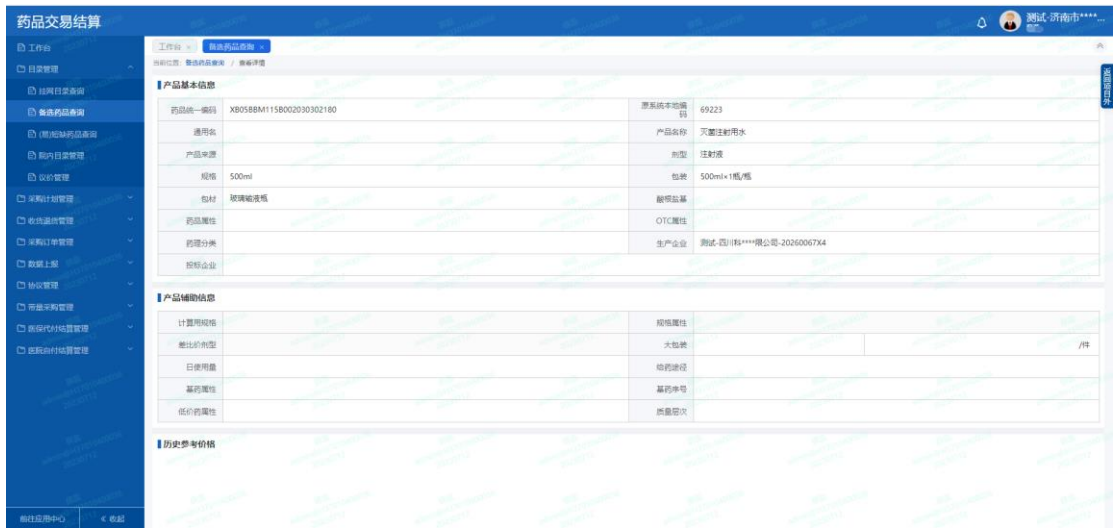 药品交易结算
测试-济南市****...
工作台
目录管理
挂网目录查询
备选药品查询
(简)短缺药品查询
院内目录管理
议价管理
采购计划管理
收货退货管理
采购订单管理
数据上报
协议管理
带量采购管理
医保代付结算管理
医院自付结算管理
前往应用中心
< 收起
工作台 ×
备选药品查询 ×
当前位置: 备选药品查询 / 查看详情
返回项目外
产品基本信息
药品统一编码 XB05BBM115B002030302180 原系统本地编码 69223
通用名 产品名称 灭菌注射用水
产品来源 剂型 注射液
规格 500ml 包装 500ml×1瓶/瓶
包材 玻璃输液瓶 酸根盐基
药品属性 OTC属性
药理分类 生产企业 测试-四川科****限公司-20260067X4
投标企业
产品辅助信息
计算用规格 规格属性
差比价剂型 大包装 /件
日使用量 给药途径
基药属性 基药序号
低价药属性 质量层次
历史参考价格